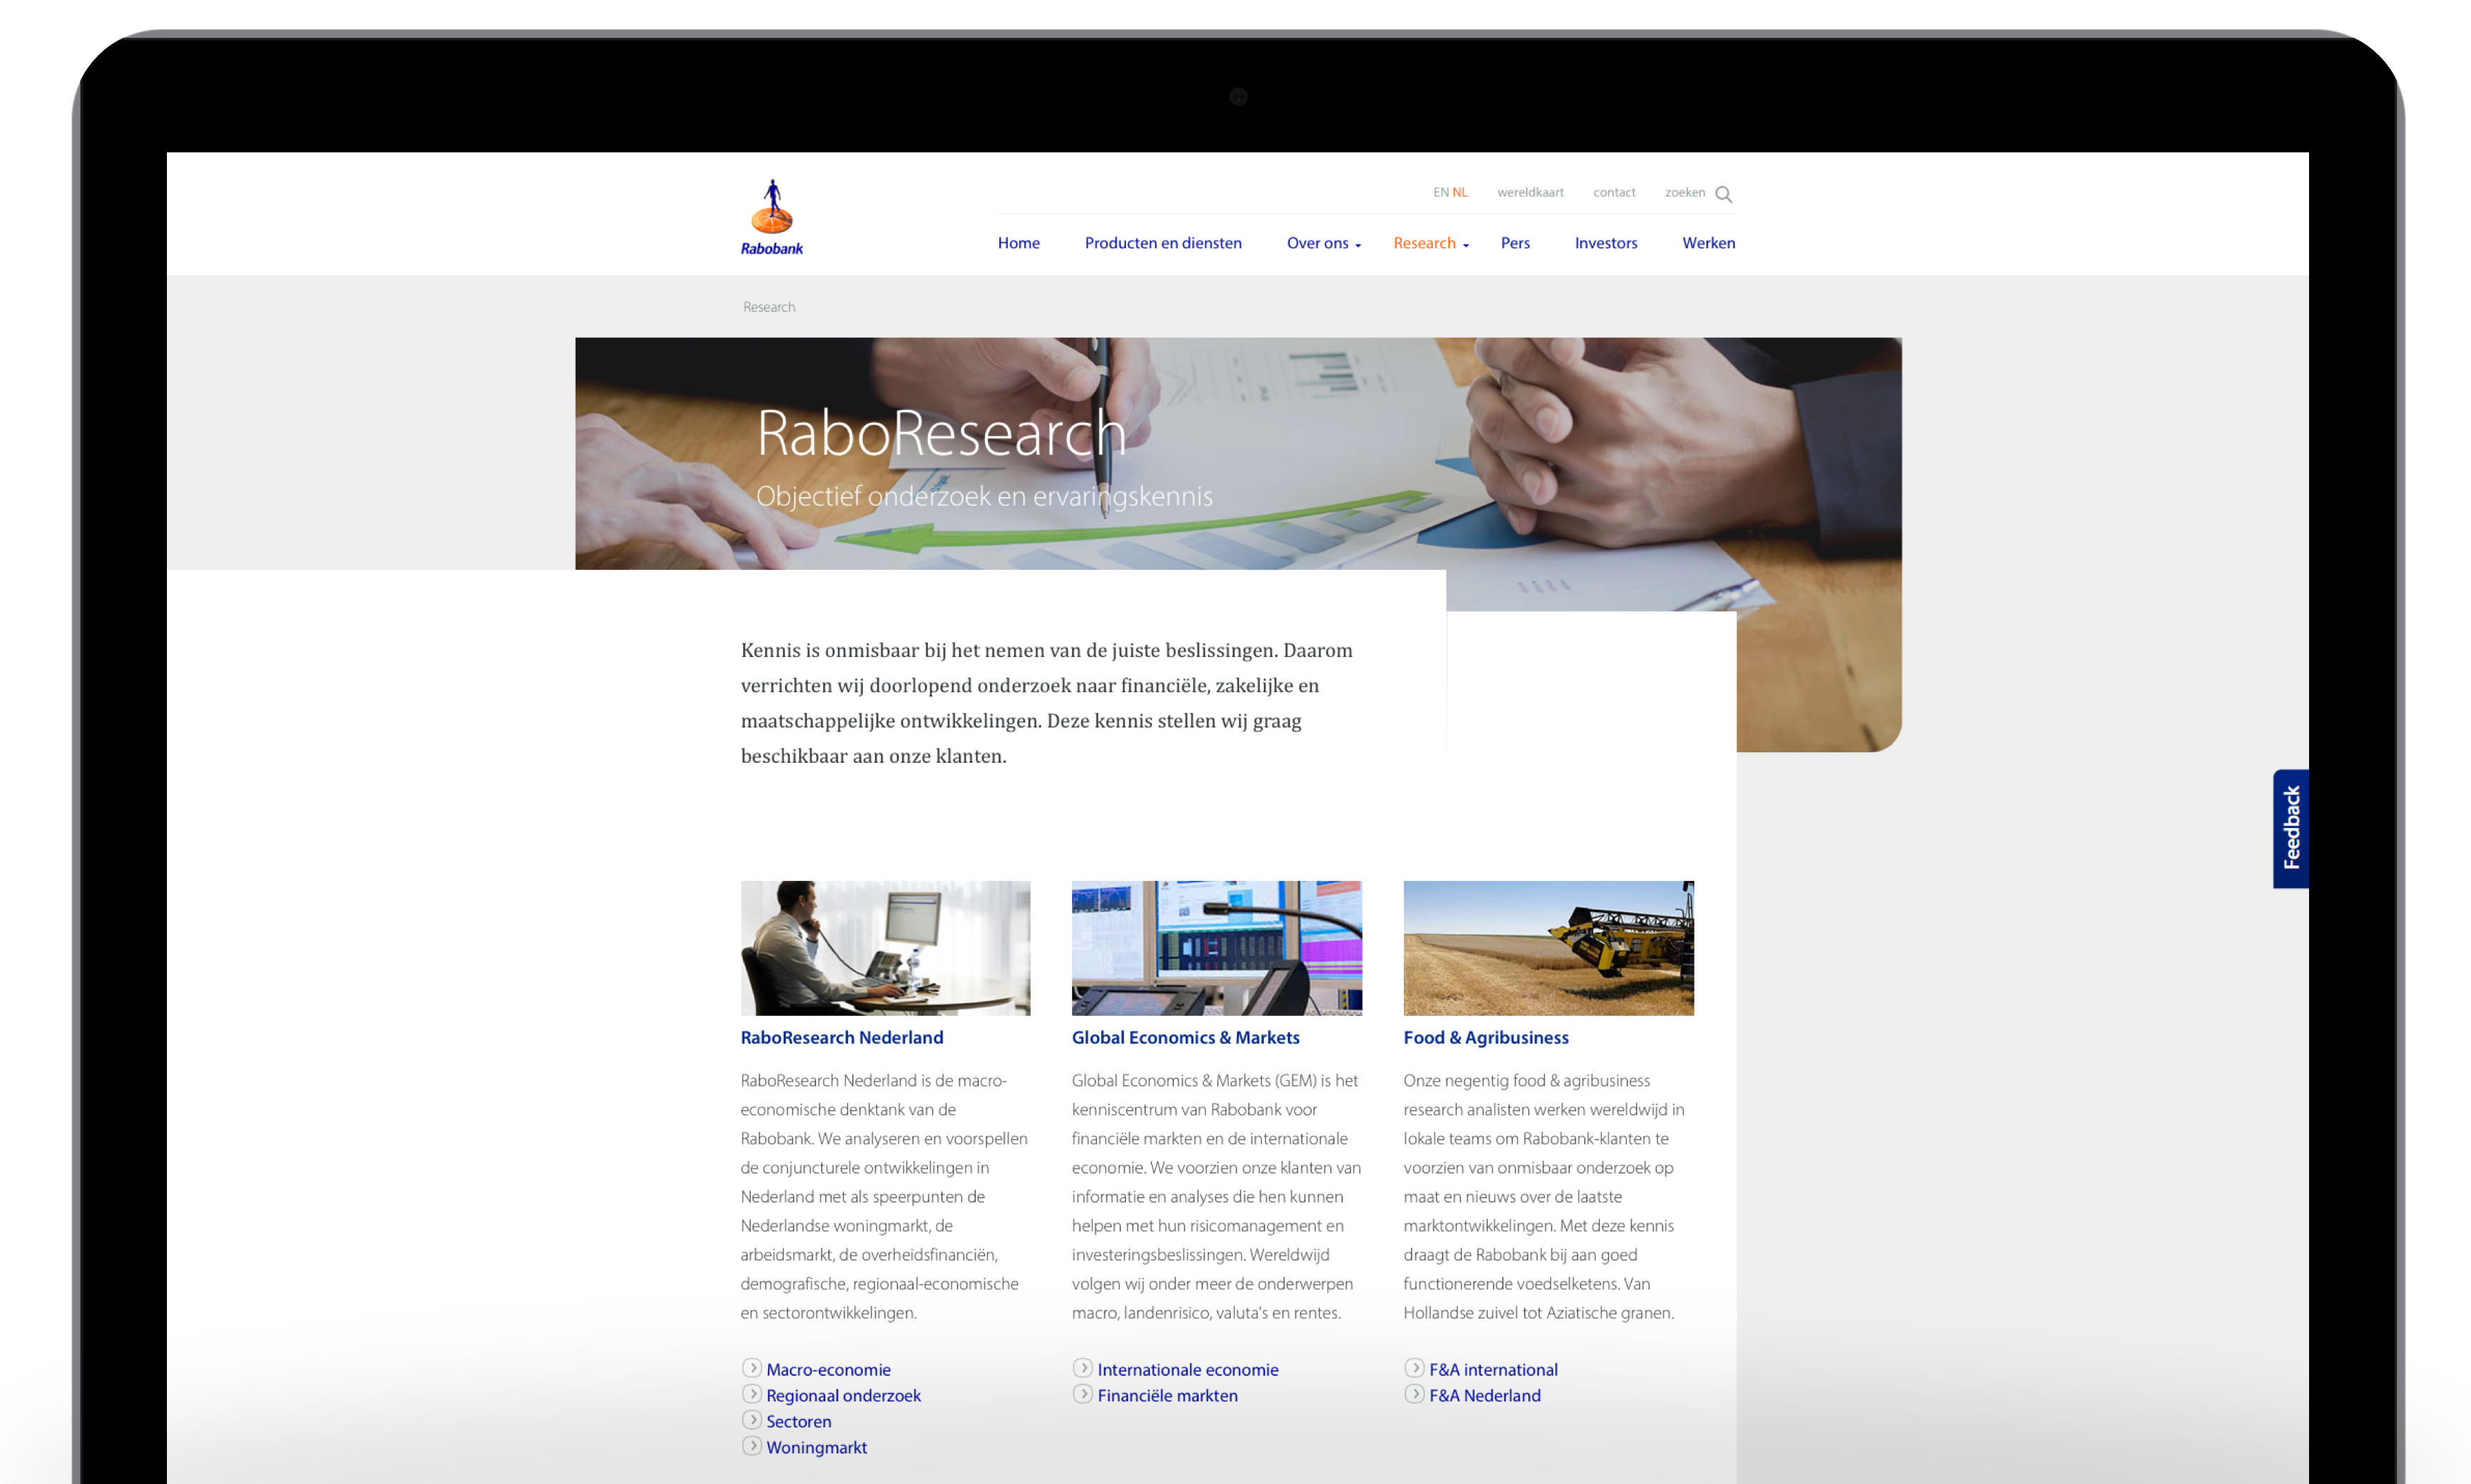 EN NL wereldkaart contact zoeken
Rabobank
Home Producten en diensten Over ons Research Pers Investors Werken
Research
RaboResearch
Objectief onderzoek en ervaringskennis
Kennis is onmisbaar bij het nemen van de juiste beslissingen. Daarom
verrichten wij doorlopend onderzoek naar financiële, zakelijke en
maatschappelijke ontwikkelingen. Deze kennis stellen wij graag
beschikbaar aan onze klanten.
Feedback
RaboResearch Nederland
RaboResearch Nederland is de macro-
economische denktank van de
Rabobank. We analyseren en voorspellen
de conjuncturele ontwikkelingen in
Nederland met als speerpunten de
Nederlandse woningmarkt, de
arbeidsmarkt, de overheidsfinanciën,
demografische, regionaal-economische
en sectorontwikkelingen.
Macro-economie
Regionaal onderzoek
Sectoren
Woningmarkt
Global Economics & Markets
Global Economics & Markets (GEM) is het
kenniscentrum van Rabobank voor
financiële markten en de internationale
economie. We voorzien onze klanten van
informatie en analyses die hen kunnen
helpen met hun risicomanagement en
investeringsbeslissingen. Wereldwijd
volgen wij onder meer de onderwerpen
macro, landenrisico, valuta's en rentes.
Internationale economie
Financiële markten
Food & Agribusiness
Onze negentig food & agribusiness
research analisten werken wereldwijd in
lokale teams om Rabobank-klanten te
voorzien van onmisbaar onderzoek op
maat en nieuws over de laatste
marktontwikkelingen. Met deze kennis
draagt de Rabobank bij aan goed
functionerende voedselketens. Van
Hollandse zuivel tot Aziatische granen.
F&A international
F&A Nederland